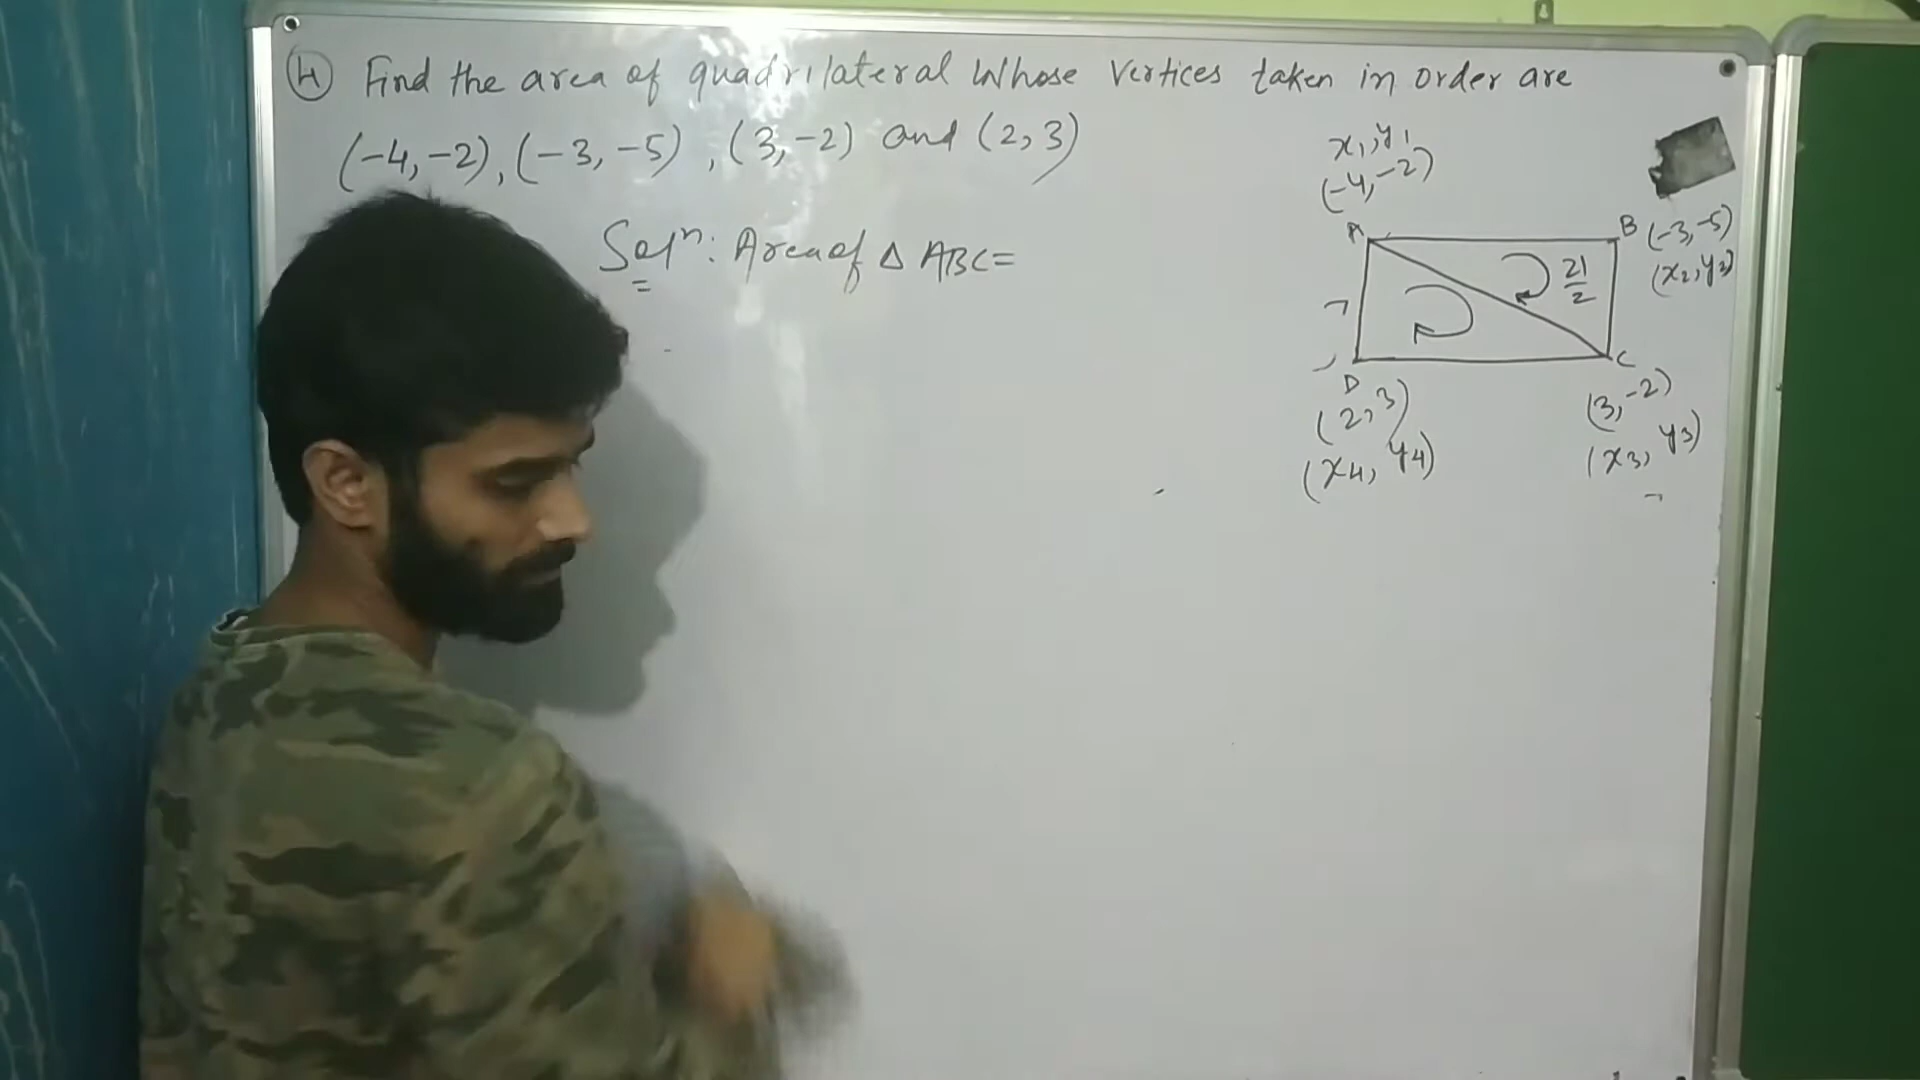 ④ Find the area of quadrilateral Whose Vertices taken in order are
(-4, -2), (-3, -5), (3, -2) and (2, 3)
Solⁿ: Area of Δ ABC =
x₁, y₁
(-4, -2)
A
B (-3, -5)
(x₂, y₂)
21/2
D
(2, 3)
(x₄, y₄)
C
(3, -2)
(x₃, y₃)